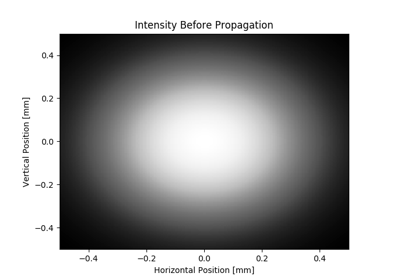 Intensity Before Propagation
0.4
0.2
0.0
−0.2
−0.4
Vertical Position [mm]
−0.4 −0.2 0.0 0.2 0.4
Horizontal Position [mm]